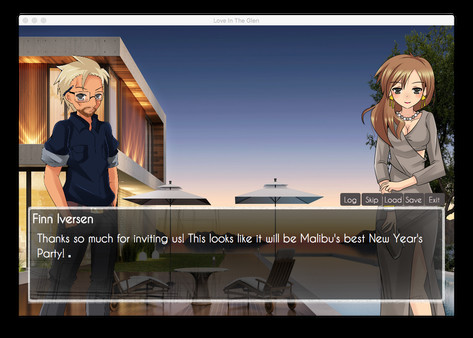 Love in The Glen
Log Skip Load Save Exit
Finn Iversen
Thanks so much for inviting us! This looks like it will be Malibu's best New Year's
Party!